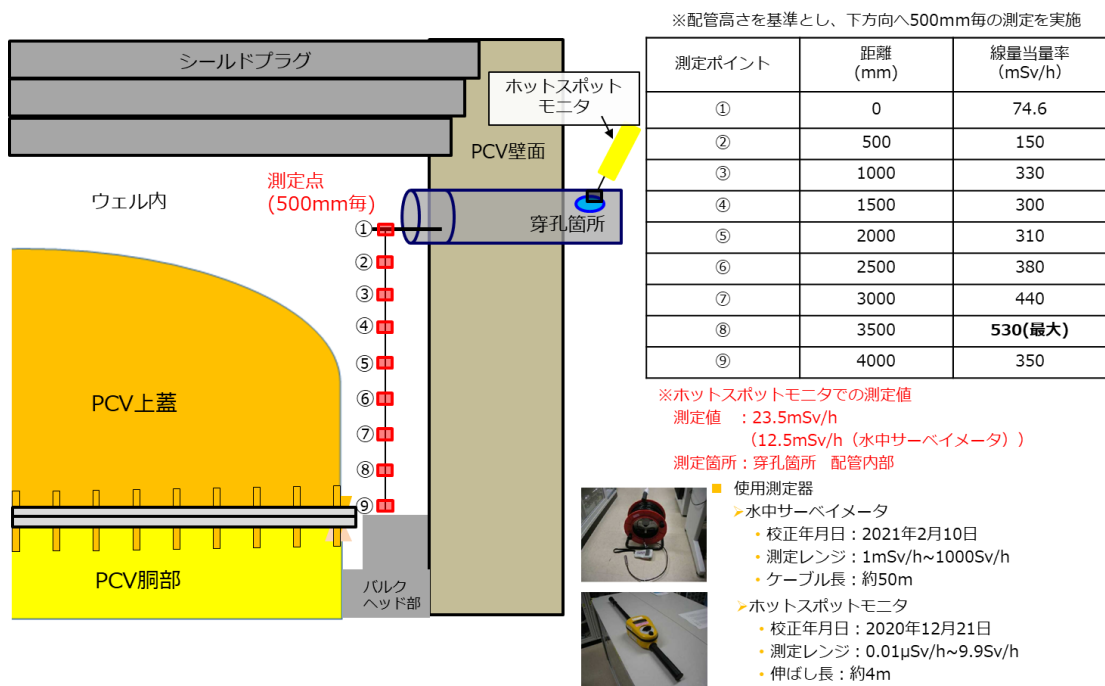 ※配管高さを基準とし、下方向へ500mm毎の測定を実施
シールドプラグ
ホットスポット
モニタ
PCV壁面
測定点
(500mm毎)
ウェル内
穿孔箇所
①
②
③
④
⑤
⑥
⑦
⑧
⑨
PCV上蓋
PCV胴部
バルク
ヘッド部
測定ポイント 距離 (mm) 線量当量率 (mSv/h)
① 0 74.6
② 500 150
③ 1000 330
④ 1500 300
⑤ 2000 310
⑥ 2500 380
⑦ 3000 440
⑧ 3500 530(最大)
⑨ 4000 350
※ホットスポットモニタでの測定値
測定値 ：23.5mSv/h
（12.5mSv/h（水中サーベイメータ））
測定箇所：穿孔箇所 配管内部
■ 使用測定器
➢水中サーベイメータ
・校正年月日：2021年2月10日
・測定レンジ：1mSv/h~1000Sv/h
・ケーブル長：約50m
➢ホットスポットモニタ
・校正年月日：2020年12月21日
・測定レンジ：0.01μSv/h~9.9Sv/h
・伸ばし長：約4m